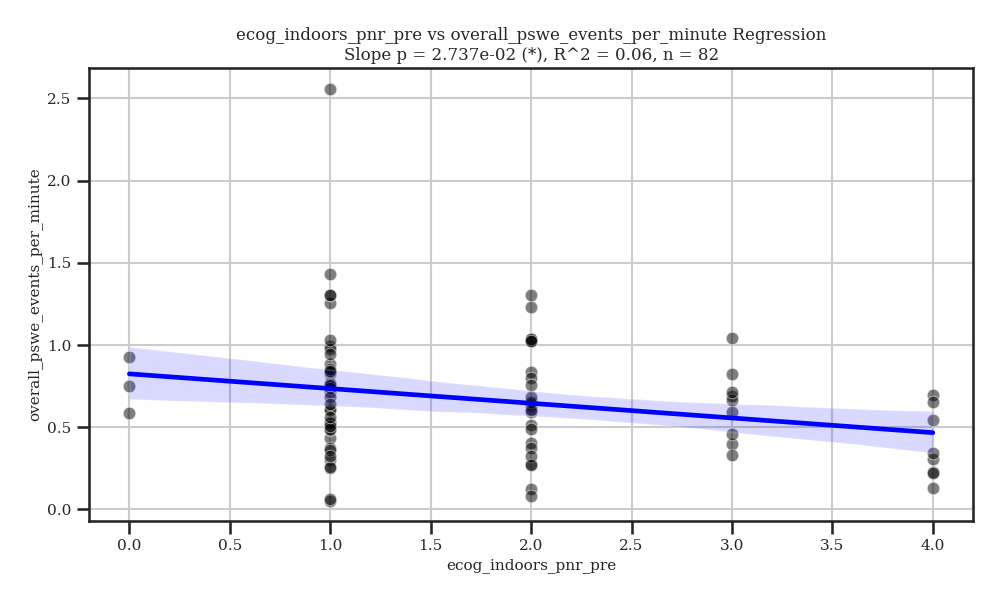 ecog_indoors_pnr_pre vs overall_pswe_events_per_minute Regression
Slope p = 2.737e-02 (*), R^2 = 0.06, n = 82
overall_pswe_events_per_minute
2.5
2.0
1.5
1.0
0.5
0.0
0.0 0.5 1.0 1.5 2.0 2.5 3.0 3.5 4.0
ecog_indoors_pnr_pre